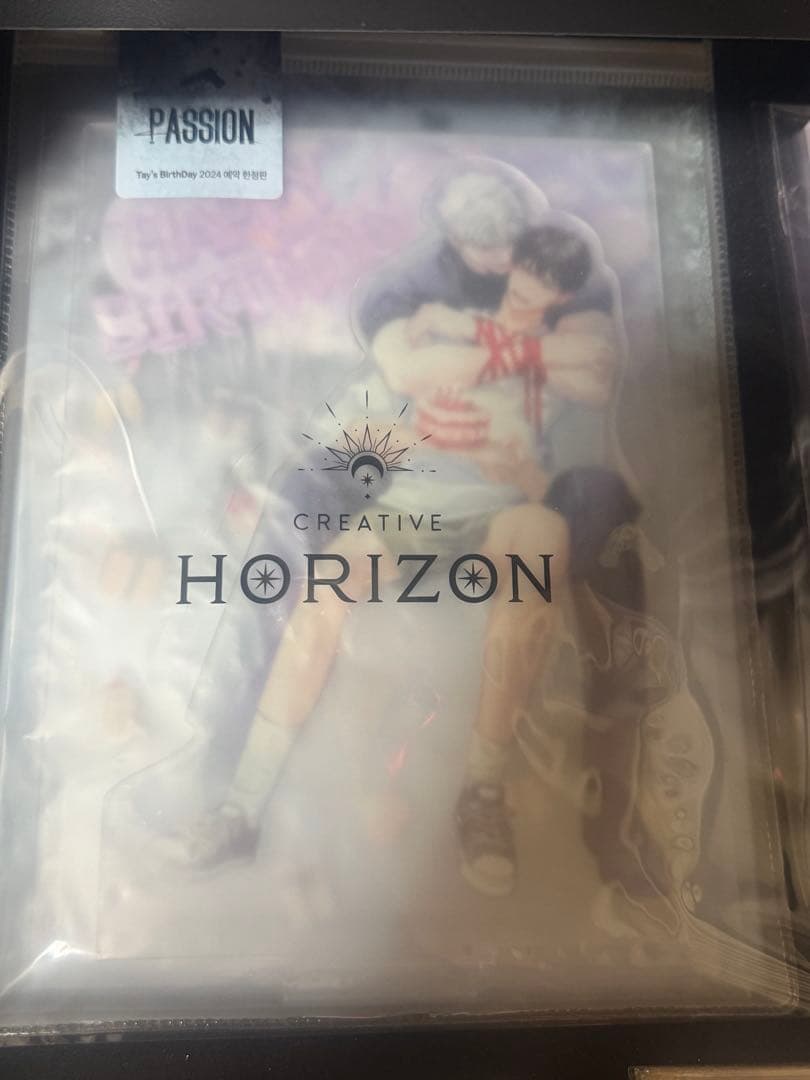 PASSION
Tay's BirthDay 2024 예약 한정판
CREATIVE
HORIZON